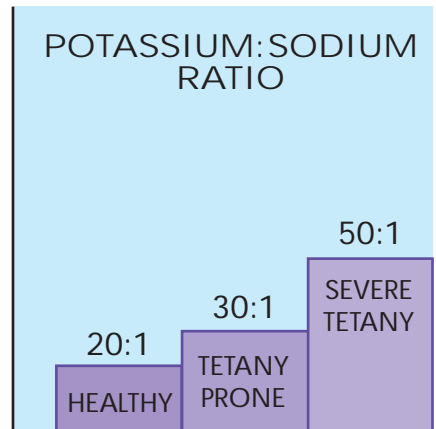 POTASSIUM:SODIUM
RATIO
50:1
SEVERE
TETANY
30:1
TETANY
PRONE
20:1
HEALTHY